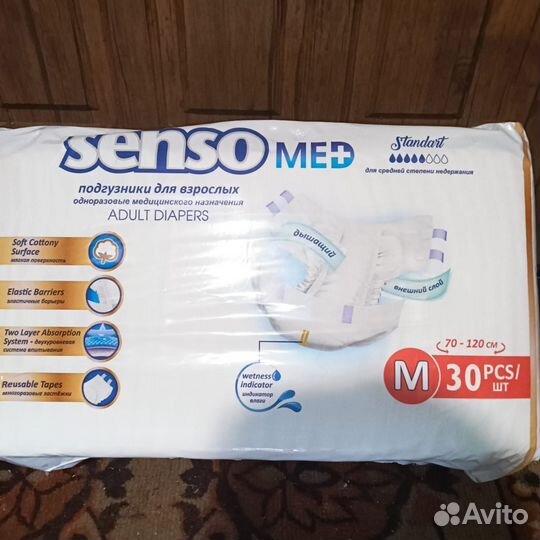 senso MED
Standart
для средней степени недержания
подгузники для взрослых
одноразовые медицинского назначения
ADULT DIAPERS
Soft Cottony
Surface
мягкая поверхность
Elastic Barriers
эластичные барьеры
Two Layer Absorption
System - двухуровневая
система впитывания
Reusable Tapes
многоразовые застёжки
дышащий
внешний слой
wetness
indicator
индикатор
влаги
70 - 120 СМ
M 30 PCS/
ШТ
Avito